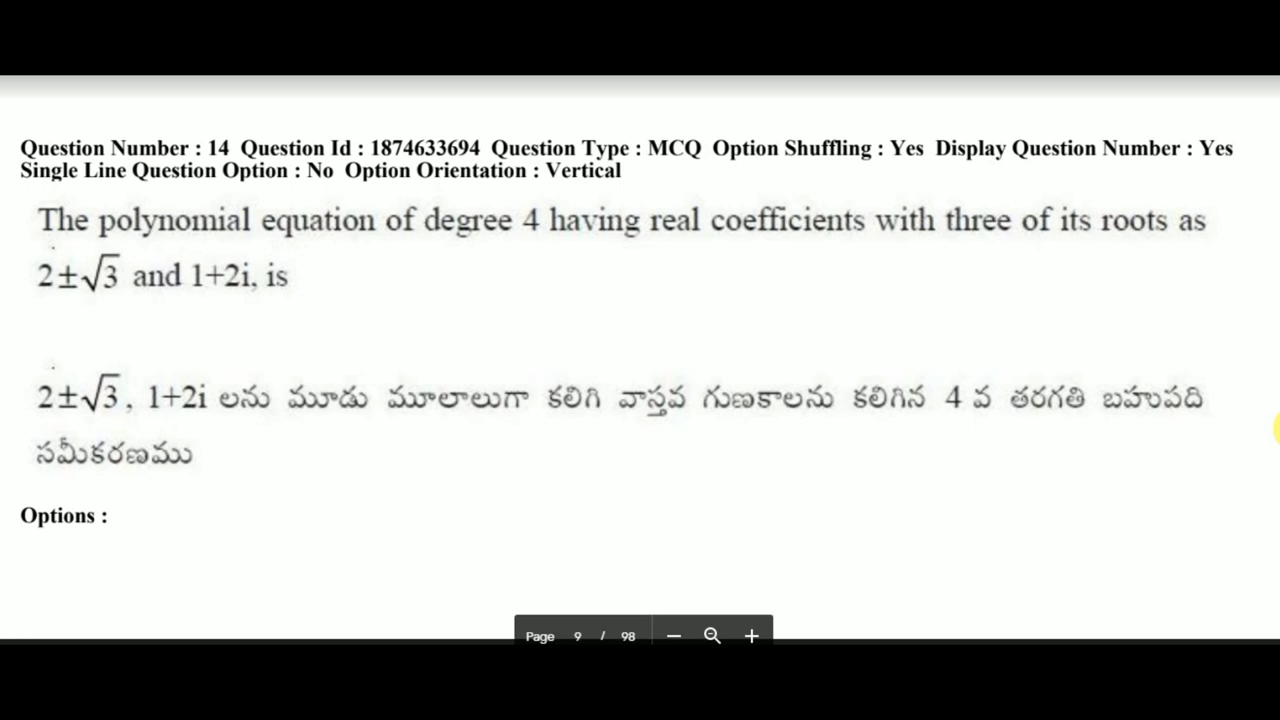 Question Number : 14 Question Id : 1874633694 Question Type : MCQ Option Shuffling : Yes Display Question Number : Yes
Single Line Question Option : No Option Orientation : Vertical
The polynomial equation of degree 4 having real coefficients with three of its roots as
2±√3 and 1+2i, is
2±√3, 1+2i లను మూడు మూలాలుగా కలిగి వాస్తవ గుణకాలను కలిగిన 4 వ తరగతి బహుపది
సమీకరణము
Options :
Page 9 / 98